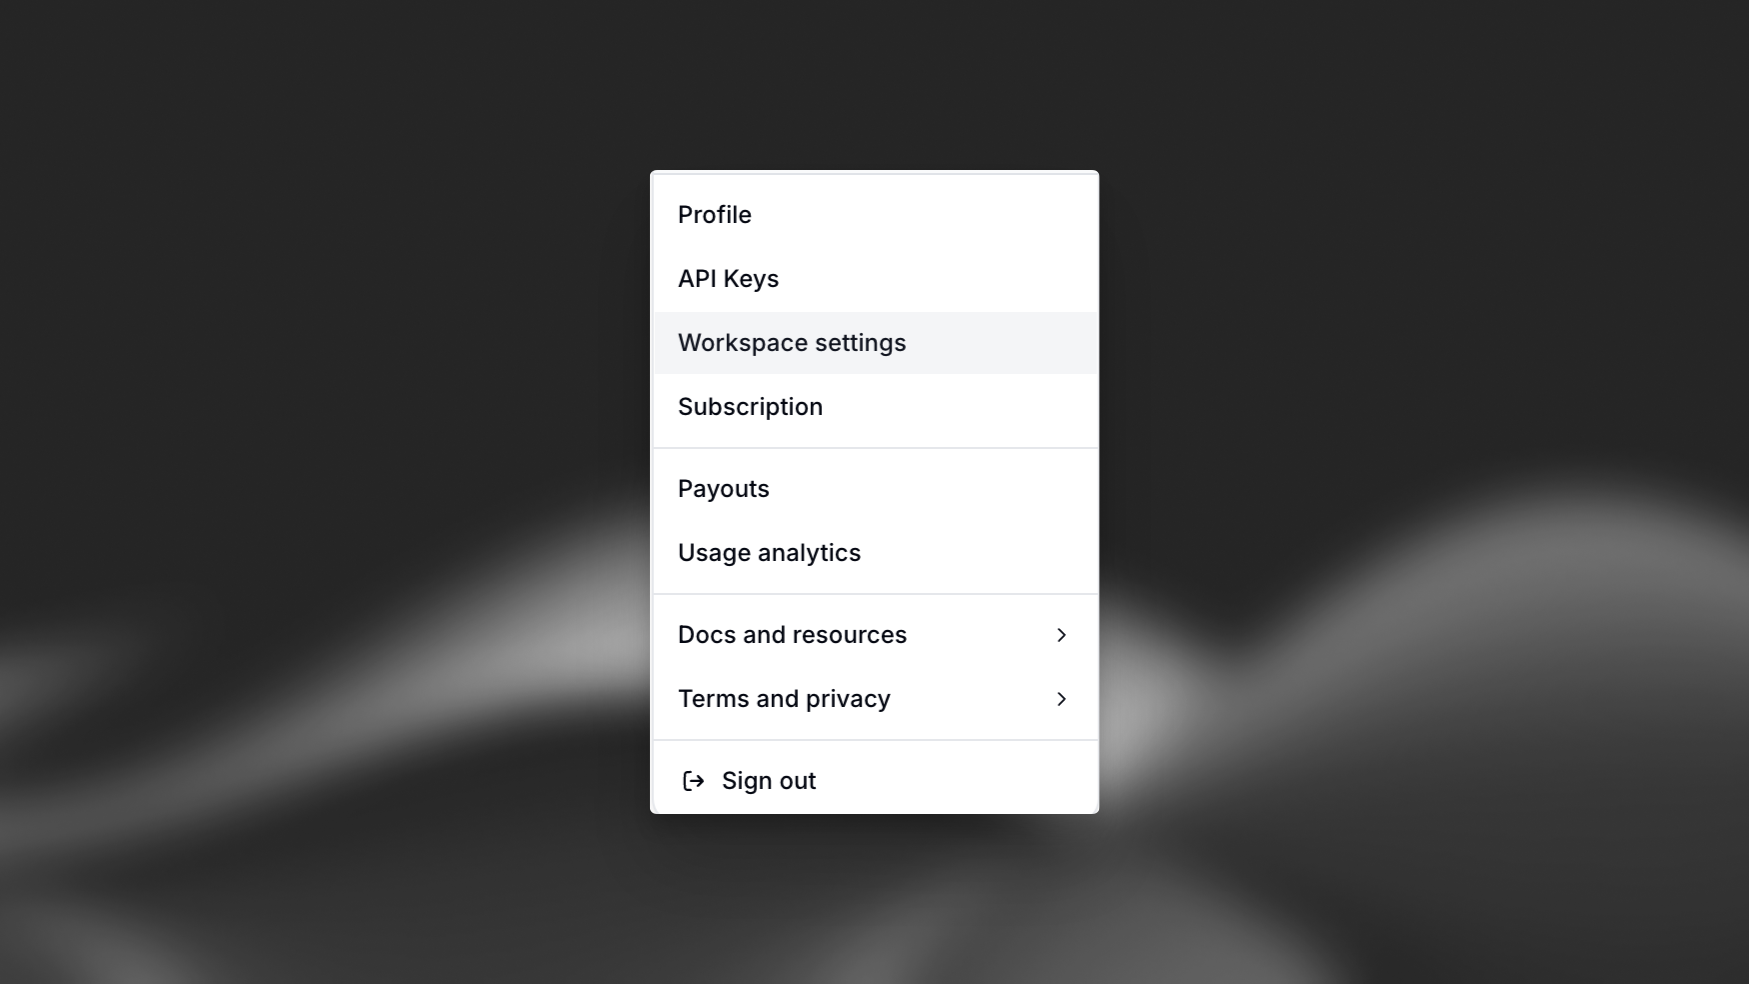 Profile
API Keys
Workspace settings
Subscription
Payouts
Usage analytics
Docs and resources
Terms and privacy
Sign out